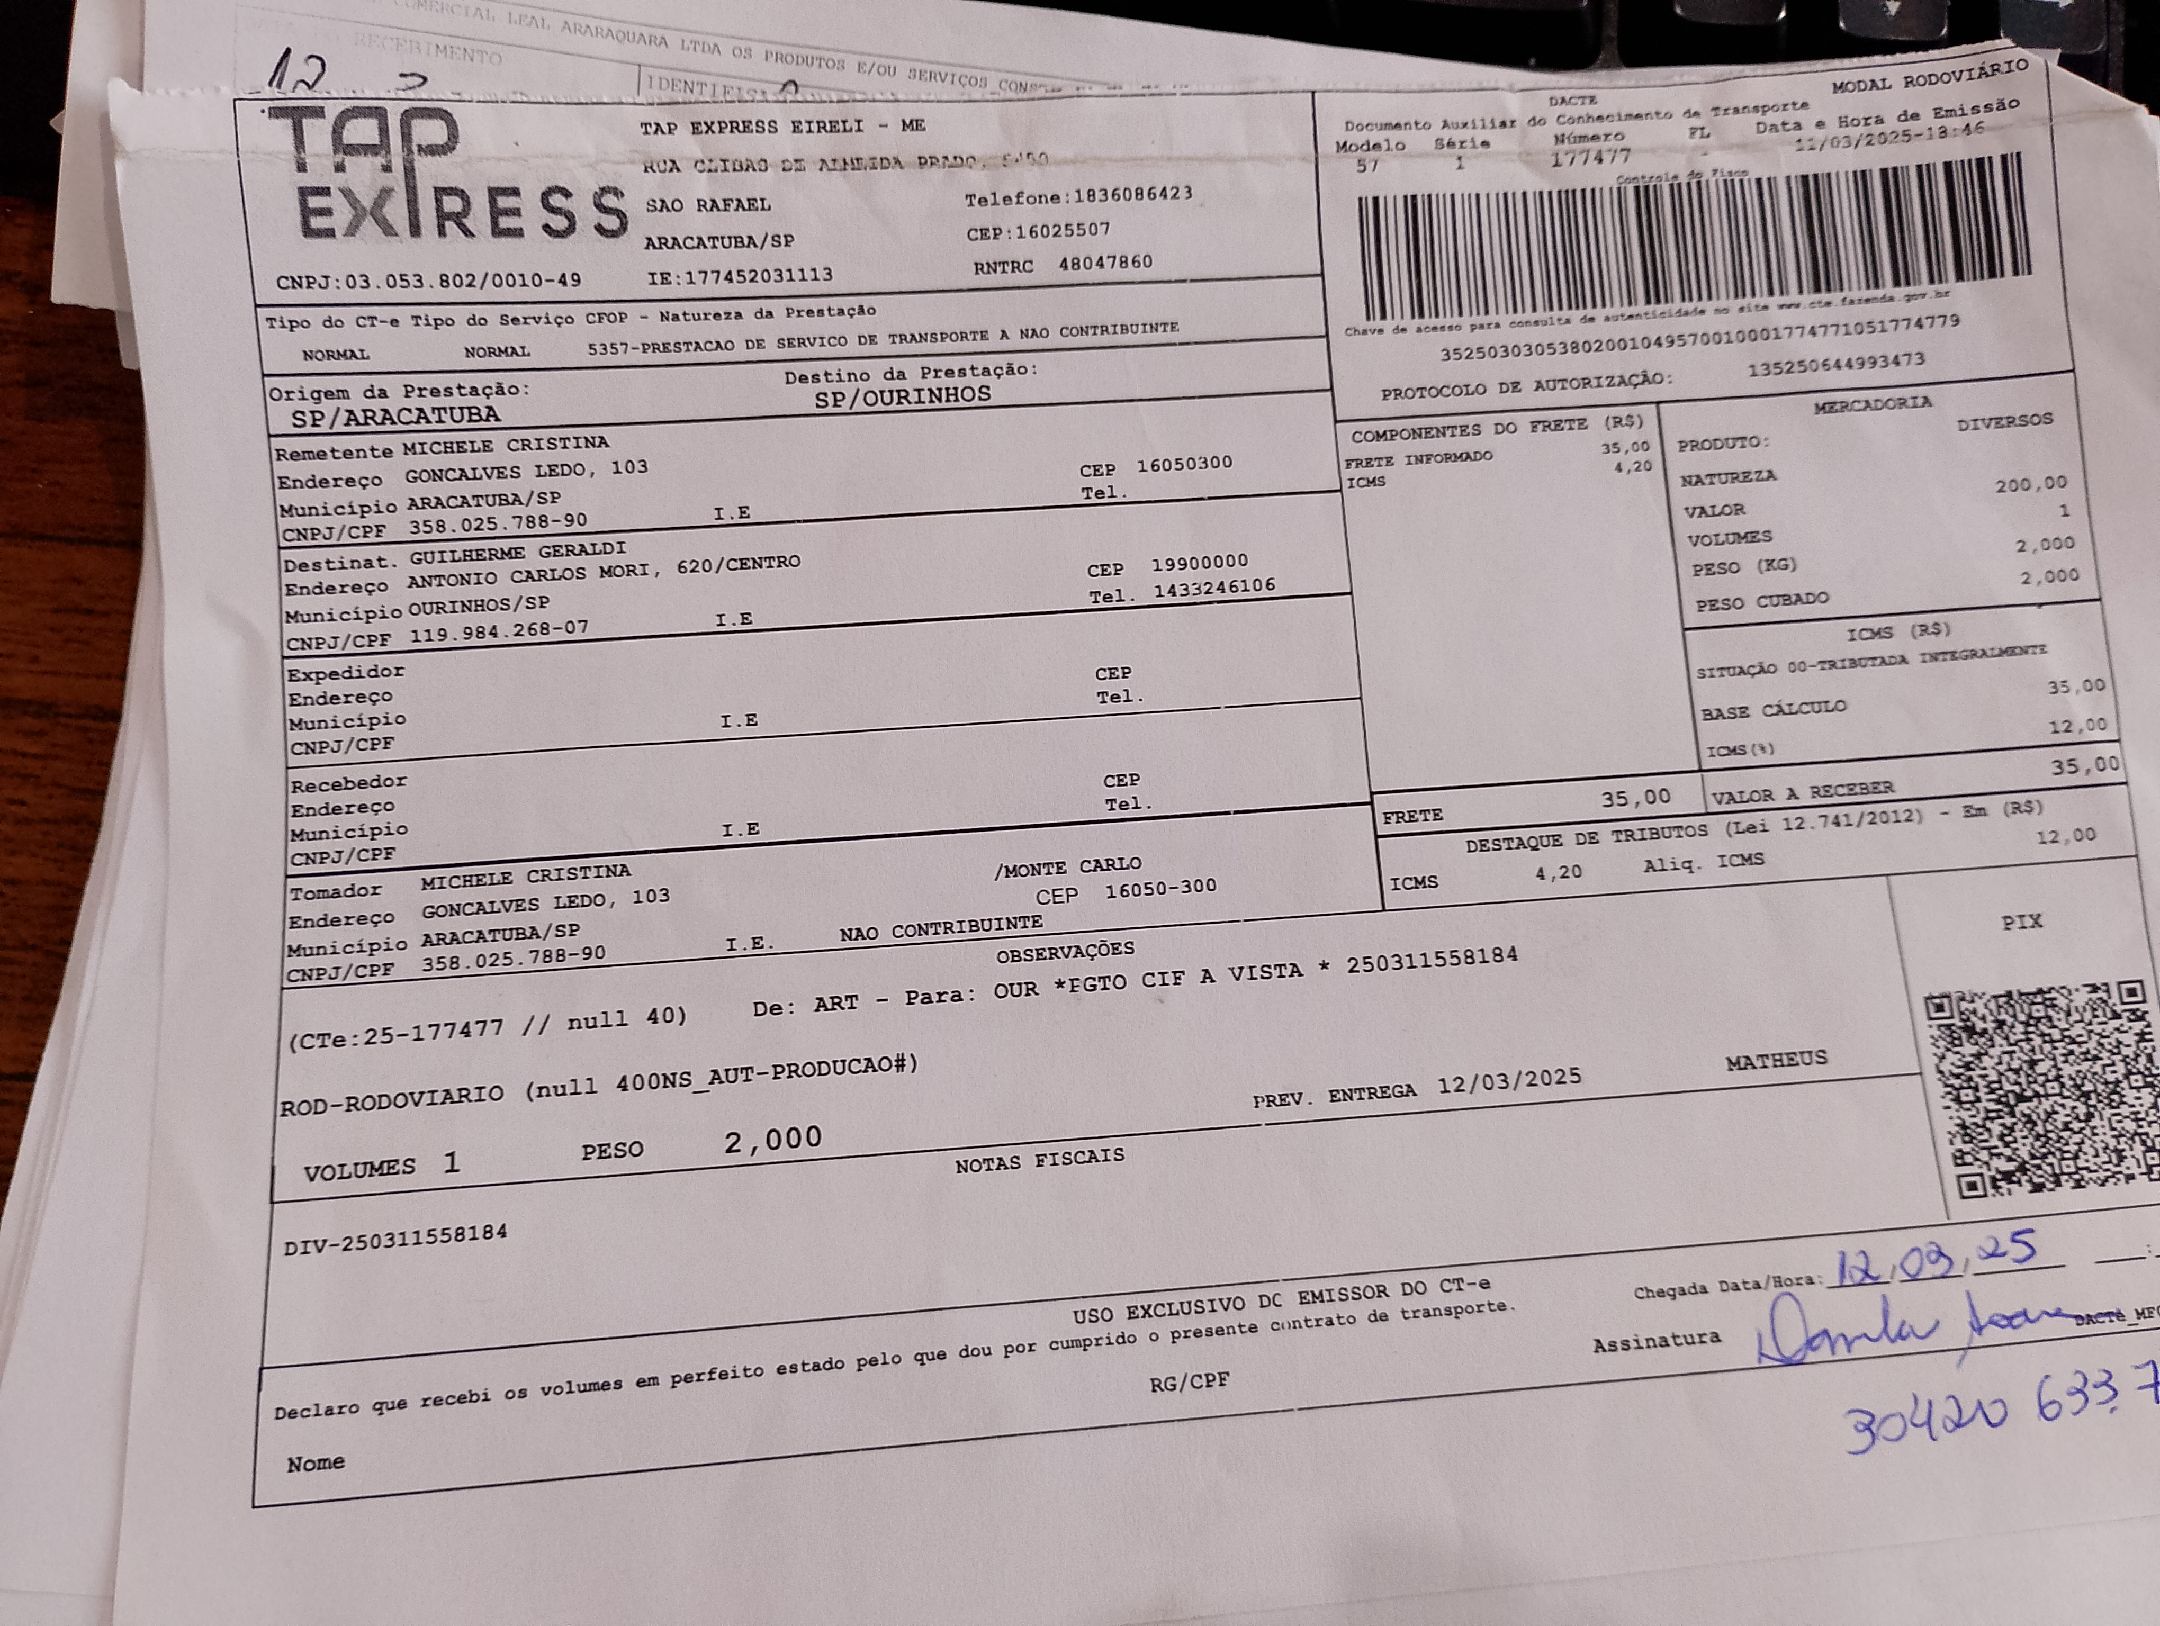 COMERCIAL LEAL ARARAQUARA LTDA OS PRODUTOS E/OU SERVIÇOS
RECEBIMENTO
12
TAP EXPRESS
TAP EXPRESS EIRELI - ME
RUA CLIBAS DE ALMEIDA PRADO,
SAO RAFAEL Telefone:1836086423
ARACATUBA/SP CEP:16025507
CNPJ:03.053.802/0010-49 IE:177452031113 RNTRC 48047860
DACTE MODAL RODOVIÁRIO
Documento Auxiliar do Conhecimento de Transporte
Modelo Série Número FL Data e Hora de Emissão
57 1 177477 - 11/03/2025-18:46
Controle do Fisco
Chave de acesso para consulta de autenticidade no site www.cte.fazenda.gov.br
35250303053802001049570010001774771051774779
PROTOCOLO DE AUTORIZAÇÃO: 135250644993473
Tipo do CT-e Tipo do Serviço CFOP - Natureza da Prestação
NORMAL NORMAL 5357-PRESTACAO DE SERVICO DE TRANSPORTE A NAO CONTRIBUINTE
Origem da Prestação: Destino da Prestação:
SP/ARACATUBA SP/OURINHOS
Remetente MICHELE CRISTINA
Endereço GONCALVES LEDO, 103 CEP 16050300
Município ARACATUBA/SP Tel.
CNPJ/CPF 358.025.788-90 I.E
Destinat. GUILHERME GERALDI
Endereço ANTONIO CARLOS MORI, 620/CENTRO CEP 19900000
Município OURINHOS/SP Tel. 1433246106
CNPJ/CPF 119.984.268-07 I.E
Expedidor CEP
Endereço Tel.
Município I.E
CNPJ/CPF
Recebedor CEP
Endereço Tel.
Município I.E
CNPJ/CPF
Tomador MICHELE CRISTINA /MONTE CARLO
Endereço GONCALVES LEDO, 103 CEP 16050-300
Município ARACATUBA/SP I.E. NAO CONTRIBUINTE
CNPJ/CPF 358.025.788-90
COMPONENTES DO FRETE (R$)
FRETE INFORMADO 35,00
ICMS 4,20
MERCADORIA
PRODUTO: DIVERSOS
NATUREZA
VALOR 200,00
VOLUMES 1
PESO (KG) 2,000
PESO CUBADO 2,000
ICMS (R$)
SITUAÇÃO 00-TRIBUTADA INTEGRALMENTE
BASE CÁLCULO 35,00
ICMS(%) 12,00
FRETE 35,00 VALOR A RECEBER 35,00
DESTAQUE DE TRIBUTOS (Lei 12.741/2012) - Em (R$)
ICMS 4,20 Aliq. ICMS 12,00
OBSERVAÇÕES
(CTe:25-177477 // null 40) De: ART - Para: OUR *PGTO CIF A VISTA * 250311558184
ROD-RODOVIARIO (null 400NS_AUT-PRODUCAO#)
VOLUMES 1 PESO 2,000 PREV. ENTREGA 12/03/2025 MATHEUS
PIX
NOTAS FISCAIS
DIV-250311558184
USO EXCLUSIVO DO EMISSOR DO CT-e
Declaro que recebi os volumes em perfeito estado pelo que dou por cumprido o presente contrato de transporte.
Chegada Data/Hora: 12,03,25
Nome RG/CPF Assinatura
30420 633.7